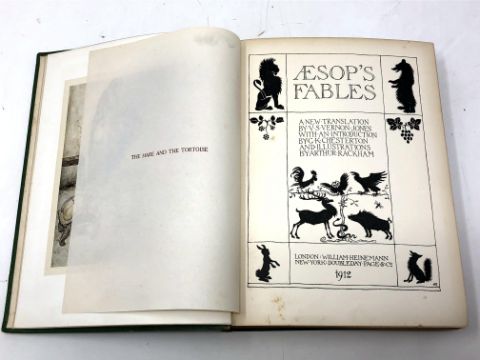 THE HARE AND THE TORTOISE
ÆSOP'S
FABLES
A·NEW·TRANSLATION
BY·V·S·VERNON·JONES
WITH·AN·INTRODUCTION
BY·G·K·CHESTERTON
AND·ILLUSTRATIONS
BY·ARTHUR·RACKHAM
LONDON:WILLIAM·HEINEMANN
NEW·YORK:DOUBLEDAY·PAGE·&·Cº
1912